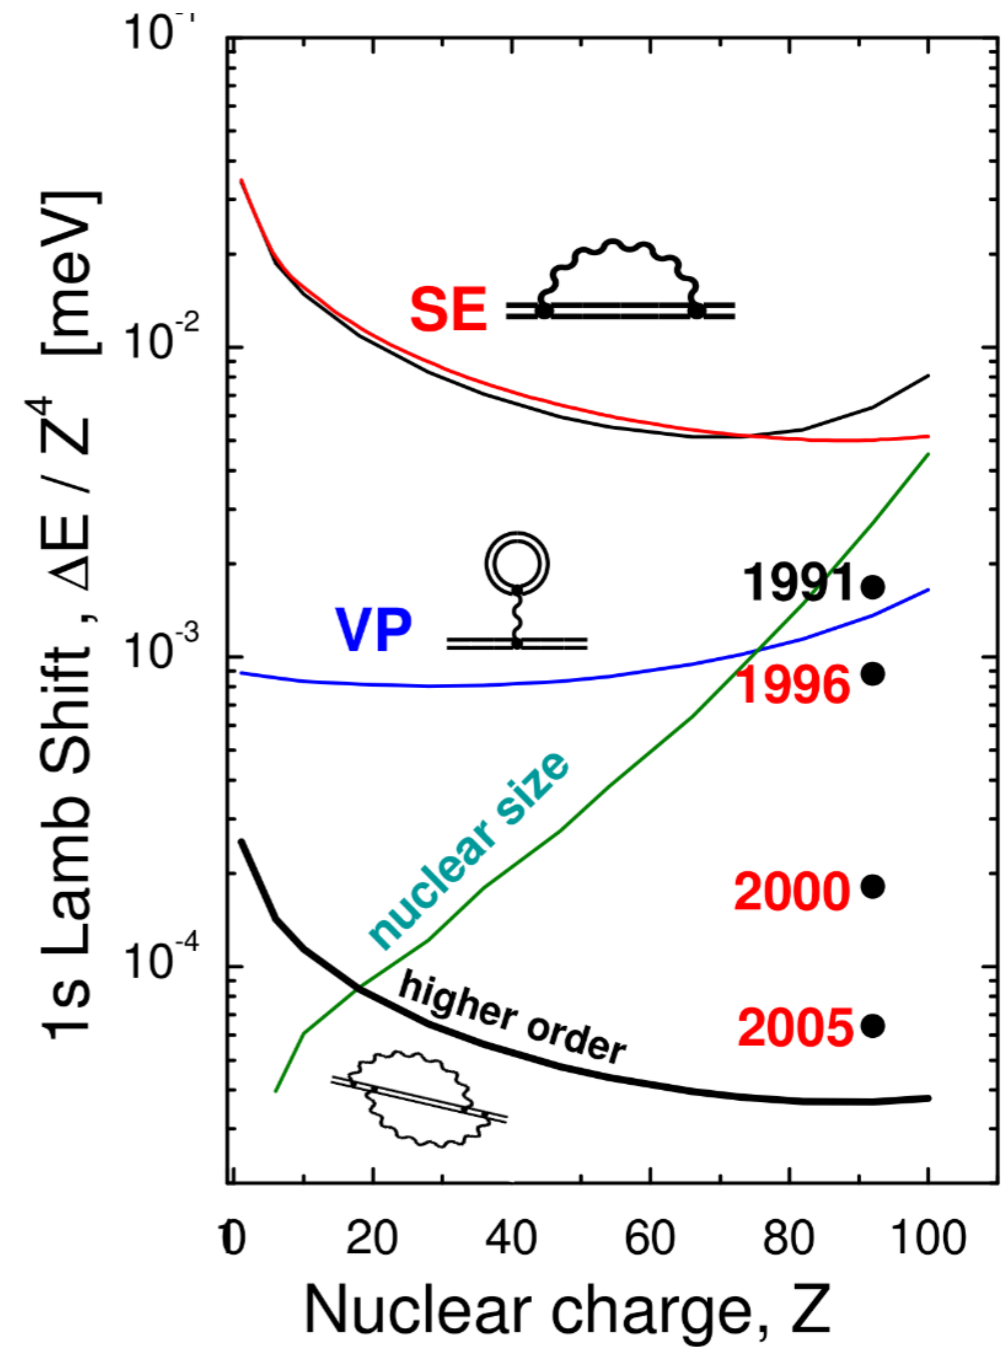 10⁻¹
10⁻²
10⁻³
10⁻⁴
1s Lamb Shift , ΔE / Z⁴ [meV]
SE
VP
1991
1996
nuclear size
2000
higher order
2005
0 20 40 60 80 100
Nuclear charge, Z